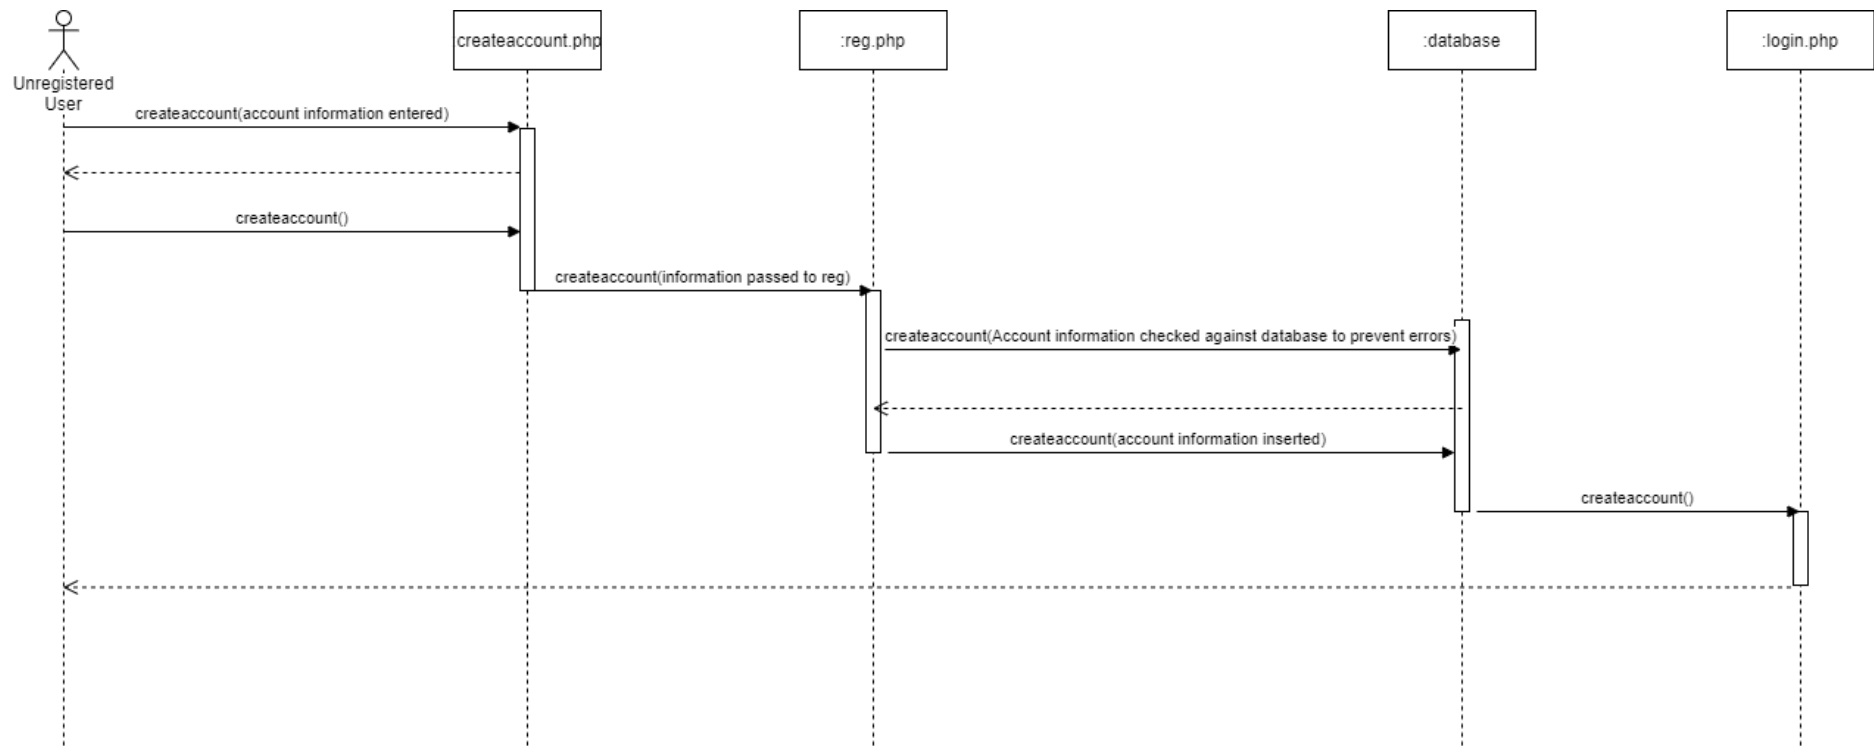 createaccount.php
:reg.php
:database
:login.php
Unregistered
User
createaccount(account information entered)
createaccount()
createaccount(information passed to reg)
createaccount(Account information checked against database to prevent errors)
createaccount(account information inserted)
createaccount()